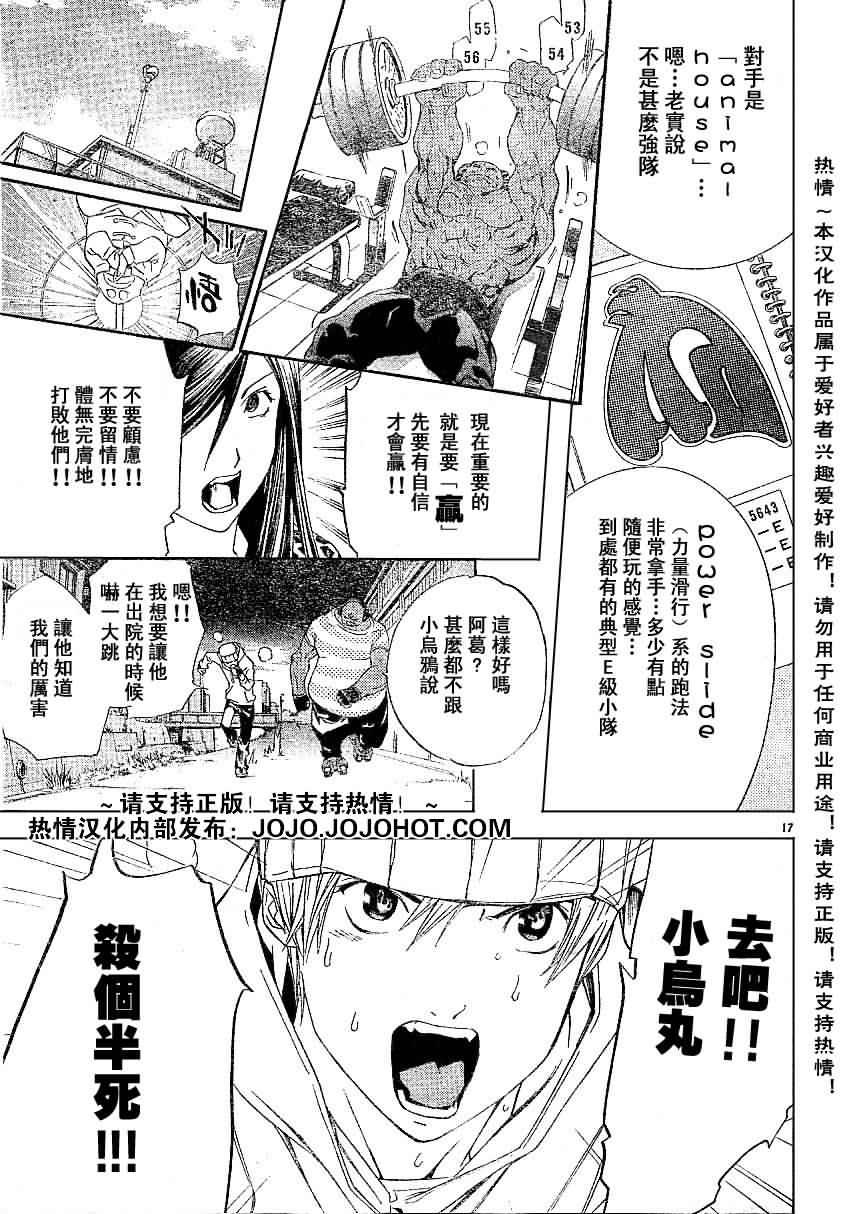 對手是
「animal
house」…
嗯…老實說
不是甚麼強隊
53
54
55
56
5643
-E
-E
-E
power slide
（力量滑行）系的跑法
非常拿手…多少有點
隨便玩的感覺…
到處都有的典型E級小隊
現在重要的
就是要「贏」
先要有自信
才會贏!!
不要顧慮!!
不要留情!!
體無完膚地
打敗他們!!
這樣好嗎
阿葛?
甚麼都不跟
小烏鴉說
嗯!!
我想要讓他
在出院的時候
嚇一大跳
讓他知道
我們的厲害
~请支持正版! 请支持热情! ~
热情汉化内部发布：JOJO.JOJOHOT.COM
17
去吧!!
小烏丸
殺個半死!!!
热情~本汉化作品属于爱好者兴趣爱好制作！请勿用于任何商业用途！请支持正版！请支持热情！